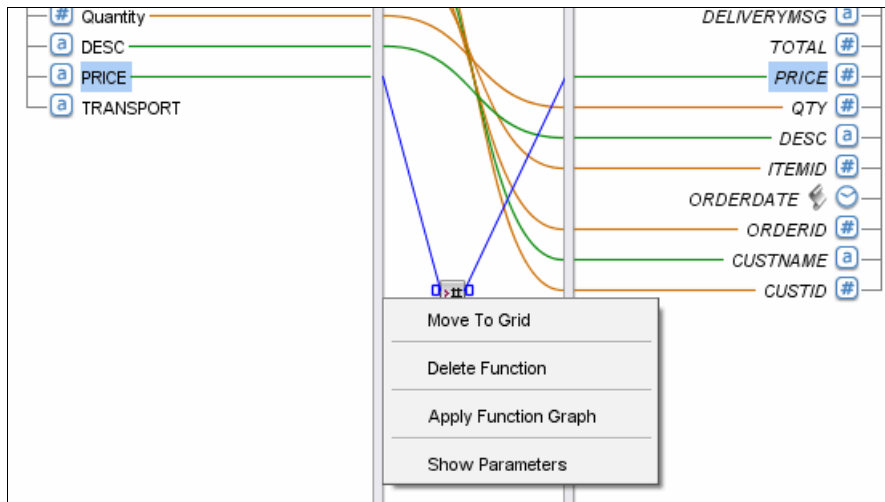 # Quantity
a DESC
a PRICE
a TRANSPORT
DELIVERYMSG a
TOTAL #
PRICE #
QTY #
DESC a
ITEMID #
ORDERDATE
ORDERID #
CUSTNAME a
CUSTID #
>#
Move To Grid
Delete Function
Apply Function Graph
Show Parameters